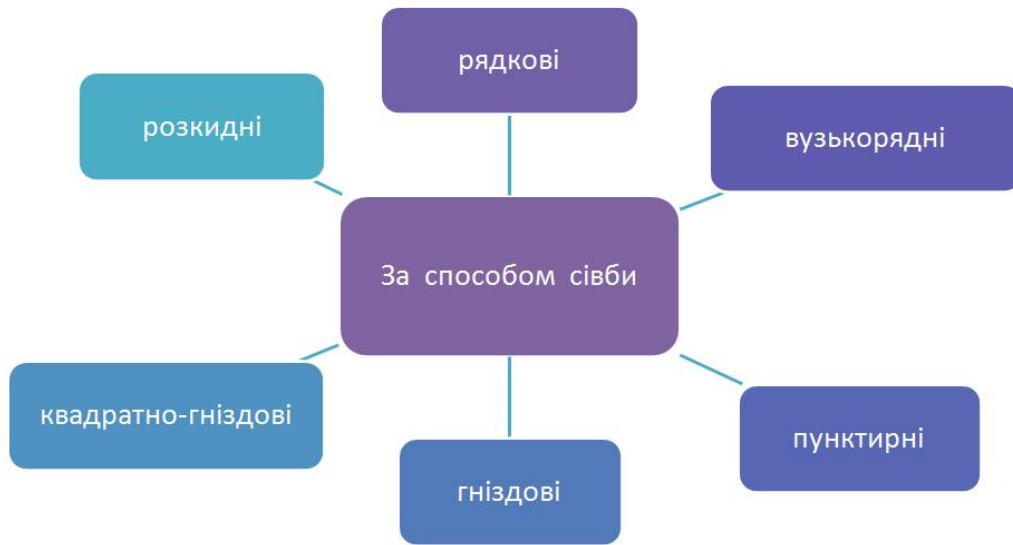 рядкові
розкидні
вузькорядні
За способом сівби
квадратно-гніздові
пунктирні
гніздові